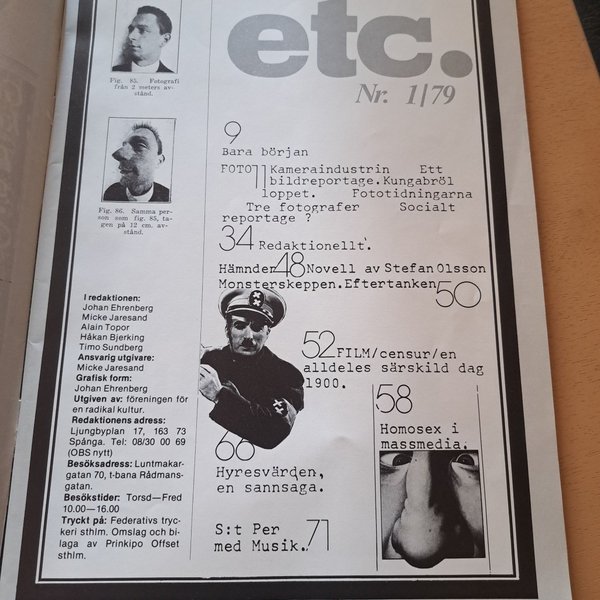 etc.
Nr. 1/79
Fig. 85. Fotografi
från 2 meters av-
stånd.
Fig. 86. Samma per-
son som fig. 85, ta-
gen på 12 cm. av-
stånd.
9
Bara början
FOTO 11 Kameraindustrin Ett
bildreportage. Kungabröl
loppet. Fototidningarna
Tre fotografer Socialt
reportage ?
34 Redaktionellt.
Hämnden 48 Novell av Stefan Olsson
Monsterskeppen. Eftertanken 50
52 FILM/censur/en
alldeles särskild dag
1900.
58
Homosex i
massmedia.
66
Hyresvärden,
en sannsaga.
S:t Per
med Musik. 71
I redaktionen:
Johan Ehrenberg
Micke Jaresand
Alain Topor
Håkan Bjerking
Timo Sundberg
Ansvarig utgivare:
Micke Jaresand
Grafisk form:
Johan Ehrenberg
Utgiven av: föreningen för
en radikal kultur.
Redaktionens adress:
Ljungbyplan 17, 163 73
Spånga. Tel: 08/30 00 69
(OBS nytt)
Besöksadress: Luntmakar-
gatan 70, t-bana Rådmans-
gatan.
Besökstider: Torsd—Fred
10.00—16.00
Tryckt på: Federativs tryc-
keri sthlm. Omslag och bi-
laga av Prinkipo Offset
sthlm.